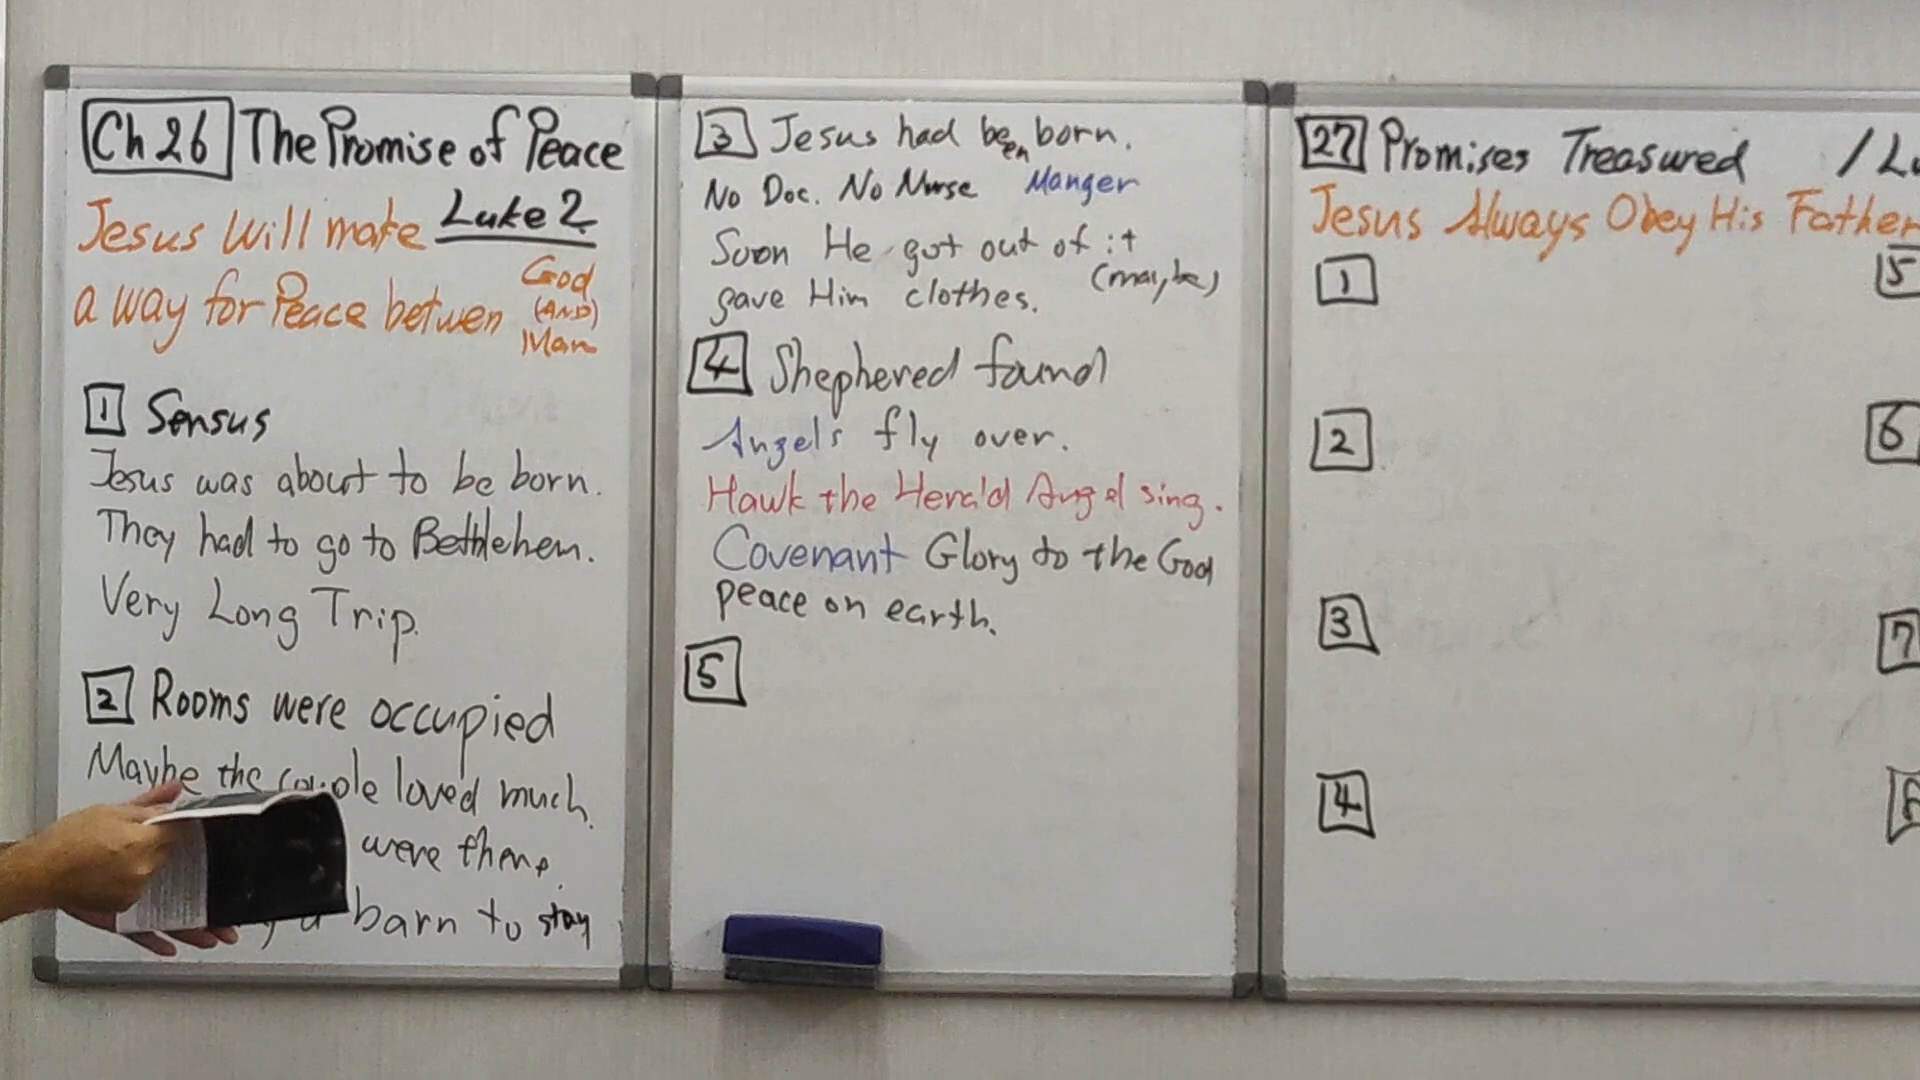 Ch 26 The Promise of Peace
Luke 2
Jesus Will make
a way for Peace betwen God (AND) Man
1 Sensus
Jesus was about to be born.
They had to go to Bethlehem.
Very Long Trip.
2 Rooms were occupied
Maybe the couple loved much.
were them.
a barn to stay
3 Jesus had been born.
No Doc. No Nurse Manger
Soon He got out of it
(maybe)
gave Him clothes.
4 Shephered found
Angels fly over.
Hawk the Herald Angel sing.
Covenant Glory to the God
peace on earth.
5
27 Promises Treasured / Lu
Jesus Always Obey His Father
1
5
2
6
3
7
4